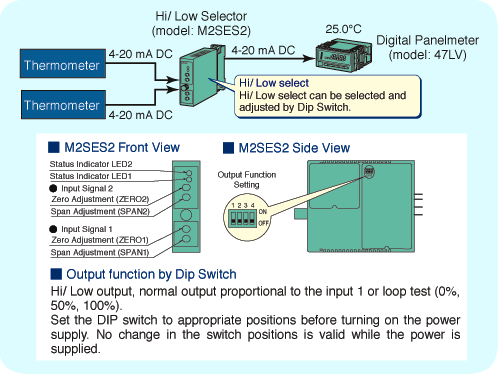 Hi/ Low Selector
(model: M2SES2)
25.0°C
Digital Panelmeter
(model: 47LV)
4-20 mA DC
4-20 mA DC
Thermometer
Thermometer
4-20 mA DC
Hi/ Low select
Hi/ Low select can be selected and
adjusted by Dip Switch.
M2SES2 Front View
M2SES2 Side View
Status Indicator LED2
Status Indicator LED1
Input Signal 2
Zero Adjustment (ZERO2)
Span Adjustment (SPAN2)
Input Signal 1
Zero Adjustment (ZERO1)
Span Adjustment (SPAN1)
Output Function
Setting
1 2 3 4
ON
OFF
Output function by Dip Switch
Hi/ Low output, normal output proportional to the input 1 or loop test (0%,
50%, 100%).
Set the DIP switch to appropriate positions before turning on the power
supply. No change in the switch positions is valid while the power is
supplied.